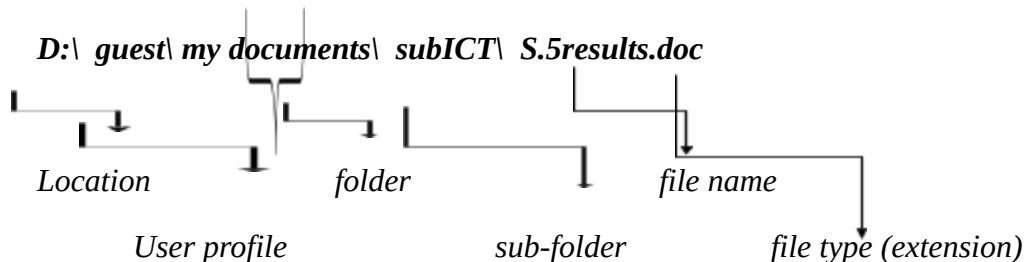 D:\ guest\ my documents\ subICT\ S.5results.doc
Location folder file name
User profile sub-folder file type (extension)